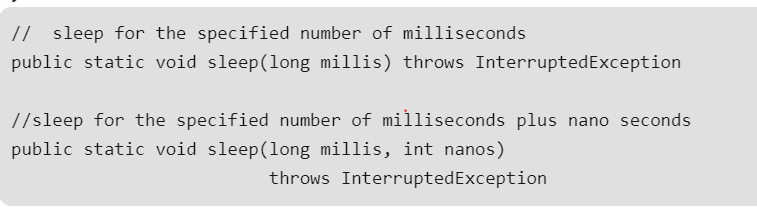 //  sleep for the specified number of milliseconds
public static void sleep(long millis) throws InterruptedException
//sleep for the specified number of milliseconds plus nano seconds
public static void sleep(long millis, int nanos)
throws InterruptedException